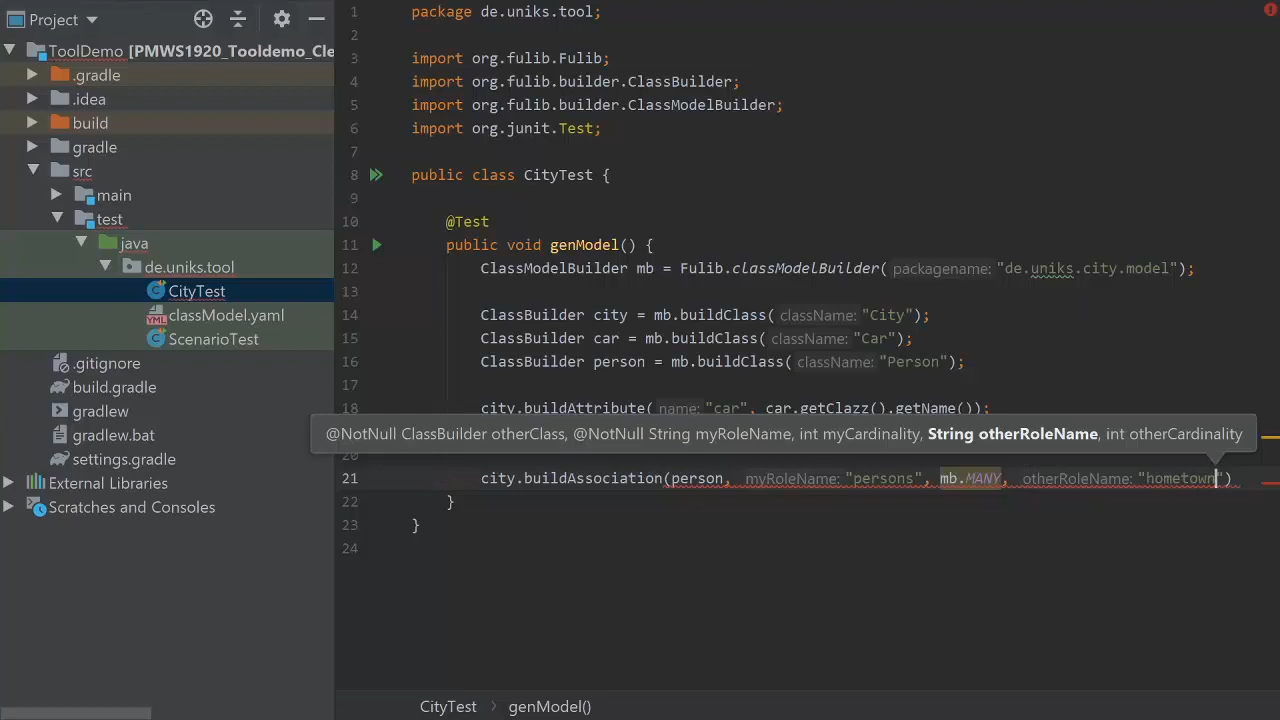 Project
ToolDemo [PMWS1920_Tooldemo_Cle
.gradle
.idea
build
gradle
src
main
test
java
de.uniks.tool
CityTest
classModel.yaml
ScenarioTest
.gitignore
build.gradle
gradlew
gradlew.bat
settings.gradle
External Libraries
Scratches and Consoles
1 package de.uniks.tool;
2
3 import org.fulib.Fulib;
4 import org.fulib.builder.ClassBuilder;
5 import org.fulib.builder.ClassModelBuilder;
6 import org.junit.Test;
7
8 public class CityTest {
9
10 @Test
11 public void genModel() {
12 ClassModelBuilder mb = Fulib.classModelBuilder( packagename: "de.uniks.city.model");
13
14 ClassBuilder city = mb.buildClass( className: "City");
15 ClassBuilder car = mb.buildClass( className: "Car");
16 ClassBuilder person = mb.buildClass( className: "Person");
17
18 city.buildAttribute( name: "car", car.getClazz().getName());
@NotNull ClassBuilder otherClass, @NotNull String myRoleName, int myCardinality, String otherRoleName, int otherCardinality
20
21 city.buildAssociation(person, myRoleName: "persons", mb.MANY, otherRoleName: "hometown")
22 }
23 }
24
CityTest > genModel()